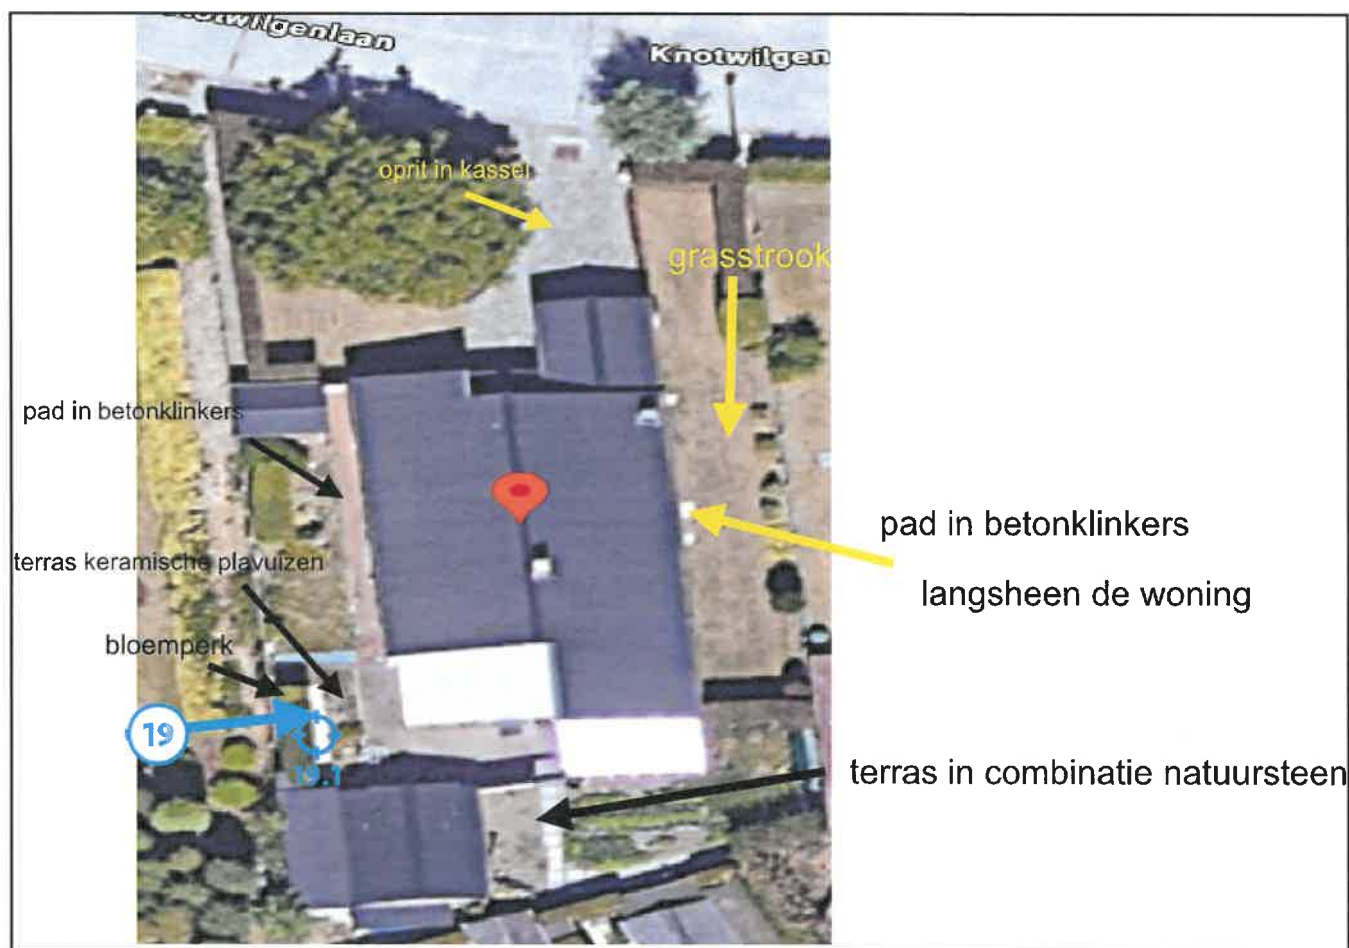 Knotwilgenlaan
Knotwilgen
oprit in kassei
grasstrook
pad in betonklinkers
pad in betonklinkers
langsheen de woning
terras keramische plavuizen
bloemperk
19
19.1
terras in combinatie natuursteen